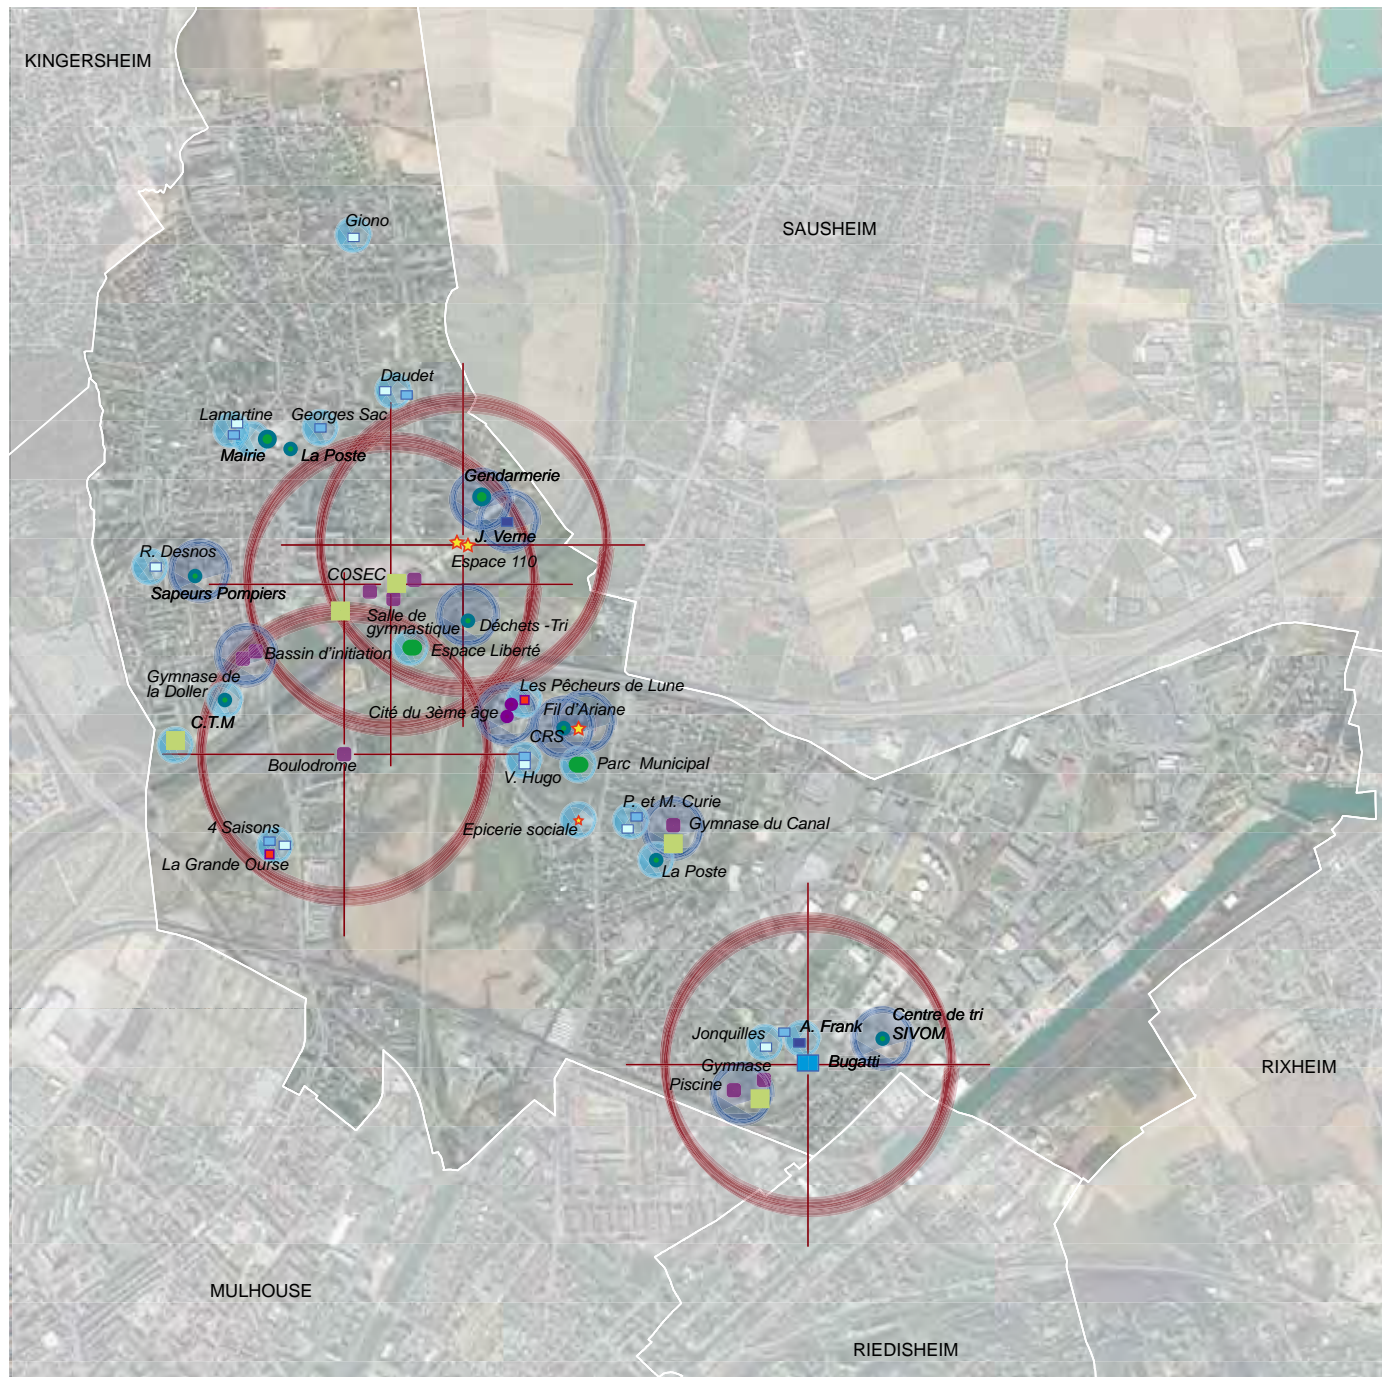 KINGERSHEIM
Giono
SAUSHEIM
Daudet
Lamartine
Georges Sac
Mairie
La Poste
Gendarmerie
J. Verne
Espace 110
R. Desnos
Sapeurs Pompiers
COSEC
Salle de
gymnastique
Déchets -Tri
Espace Liberté
Bassin d'initiation
Gymnase de
la Doller
C.T.M
Les Pêcheurs de Lune
Cité du 3ème âge
Fil d'Ariane
CRS
Boulodrome
V. Hugo
Parc Municipal
4 Saisons
La Grande Ourse
Epicerie sociale
P. et M. Curie
Gymnase du Canal
La Poste
Centre de tri
SIVOM
Jonquilles
A. Frank
Bugatti
Gymnase
Piscine
RIXHEIM
MULHOUSE
RIEDISHEIM